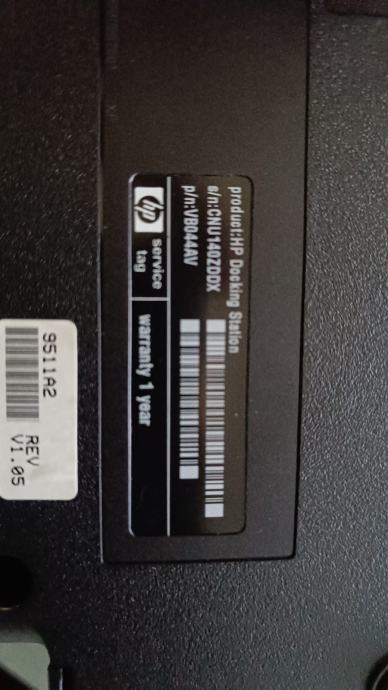 product:HP Docking Station
s/n:CNU140ZDDX
p/n:VB044AV
hp
service
tag
warranty 1 year
9511A2
REV
V1.05